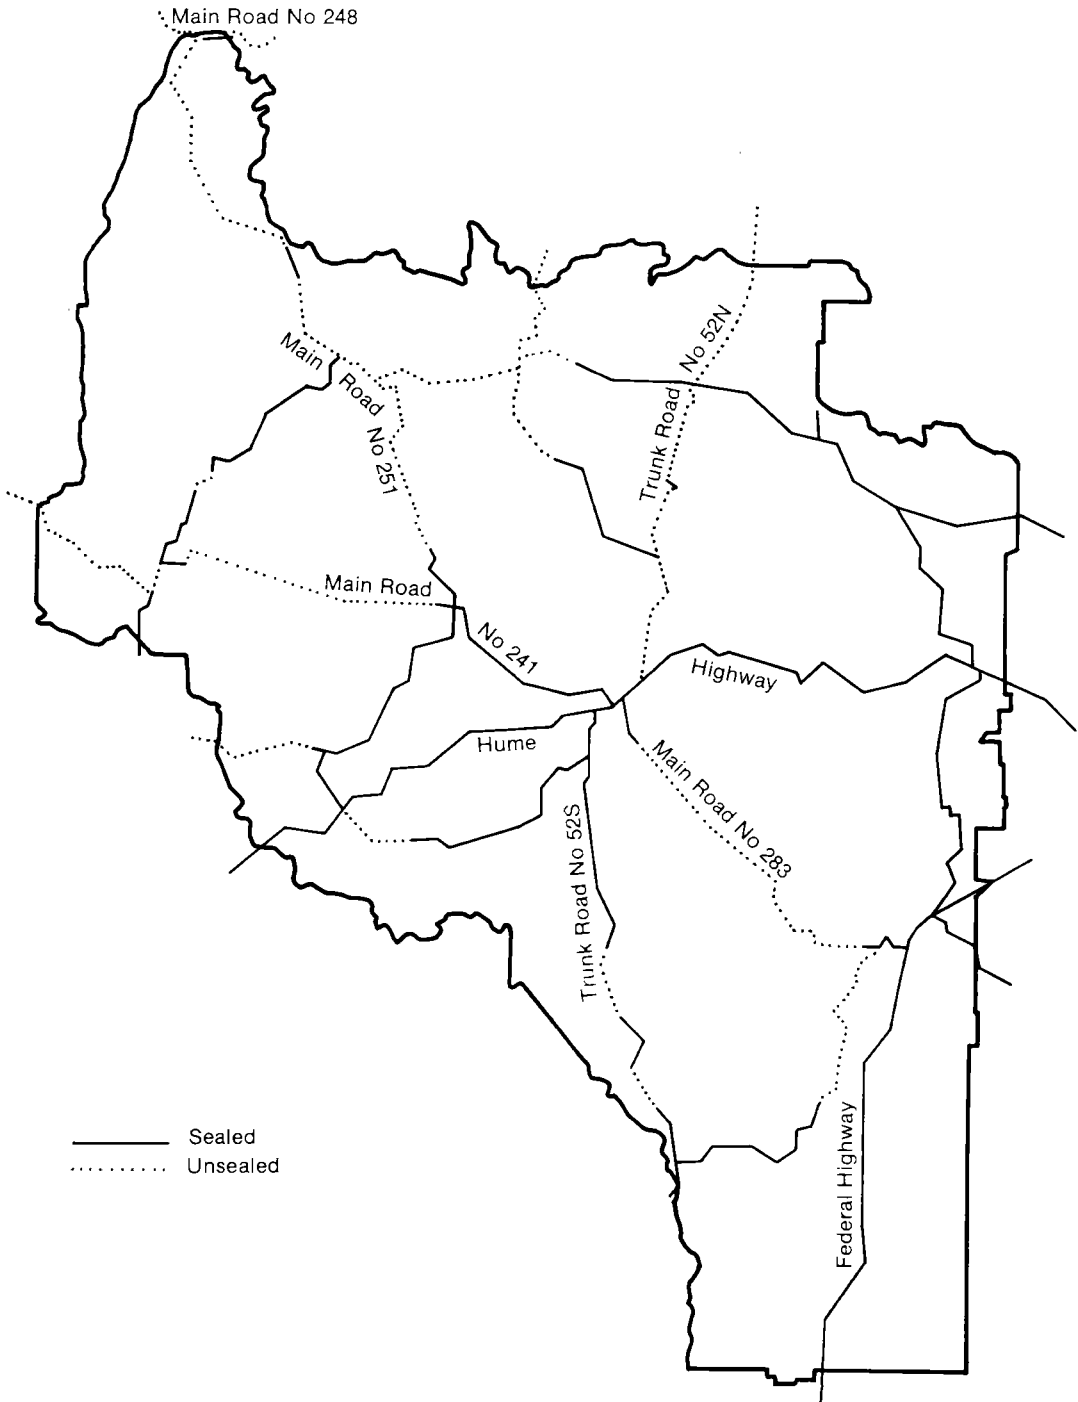 Main Road No 248
No 52N
Main
Road
No 251
Trunk Road
Main Road
No 241
Highway
Hume
Main Road No 283
Trunk Road No 52S
Federal Highway
Sealed
Unsealed